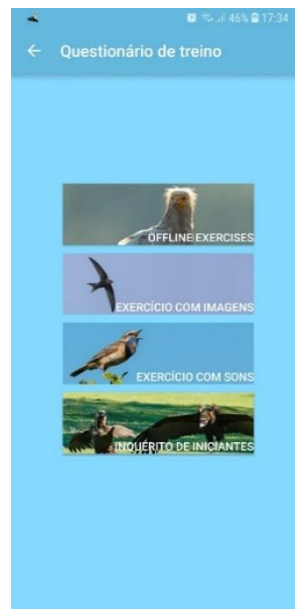 46% 17:34
Questionário de treino
OFFLINE EXERCISES
EXERCÍCIO COM IMAGENS
EXERCÍCIO COM SONS
INQUÉRITO DE INICIANTES